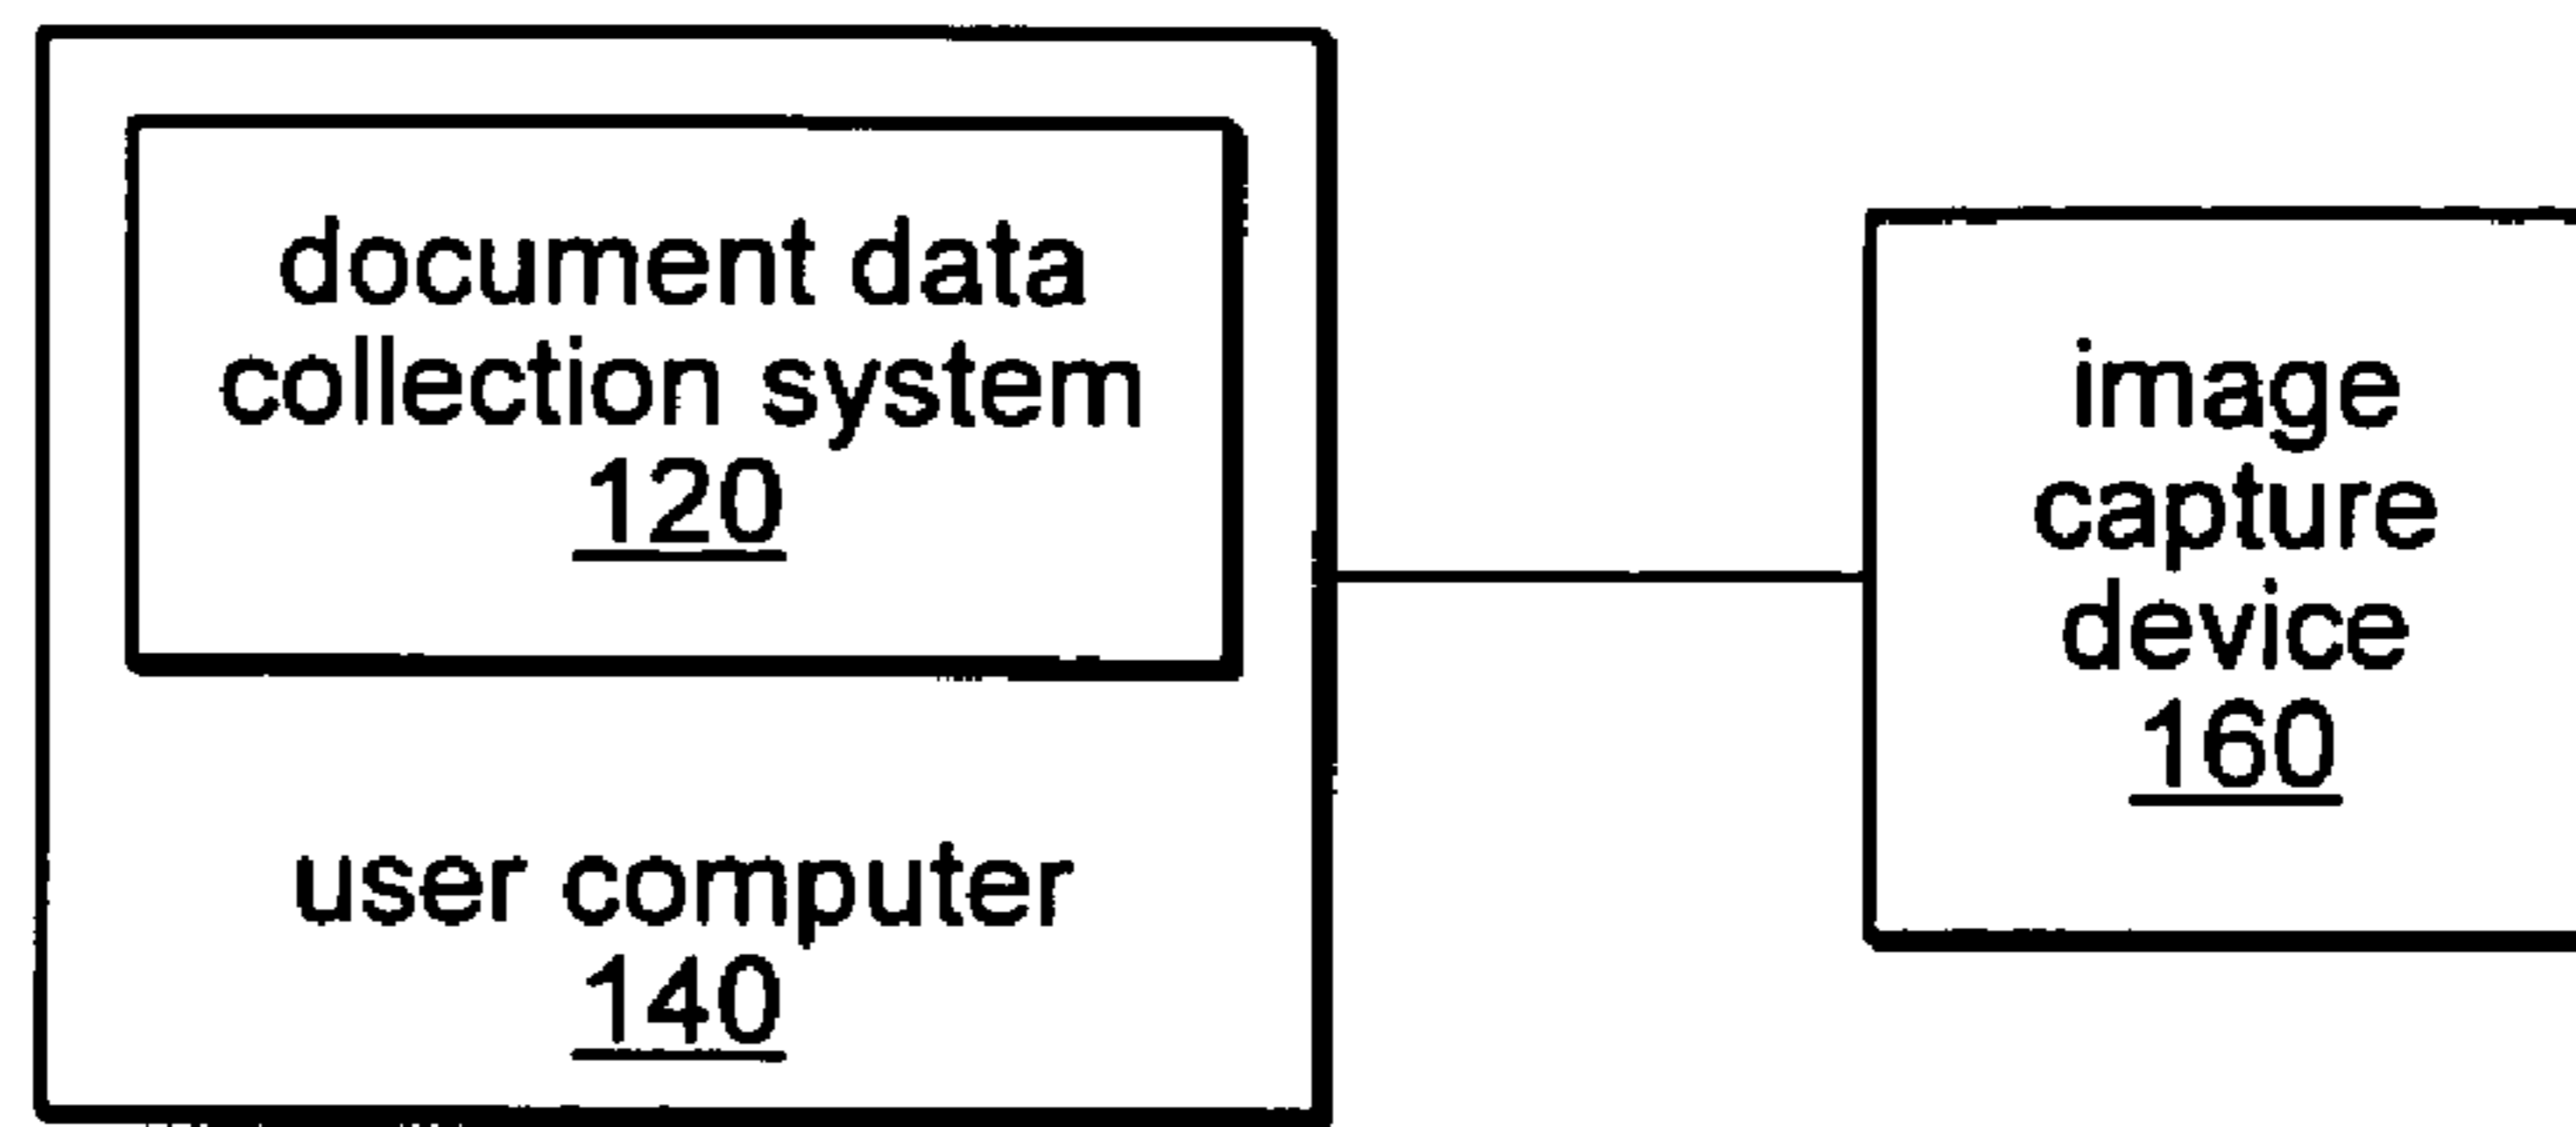 document data
collection system
120
user computer
140
image
capture
device
160